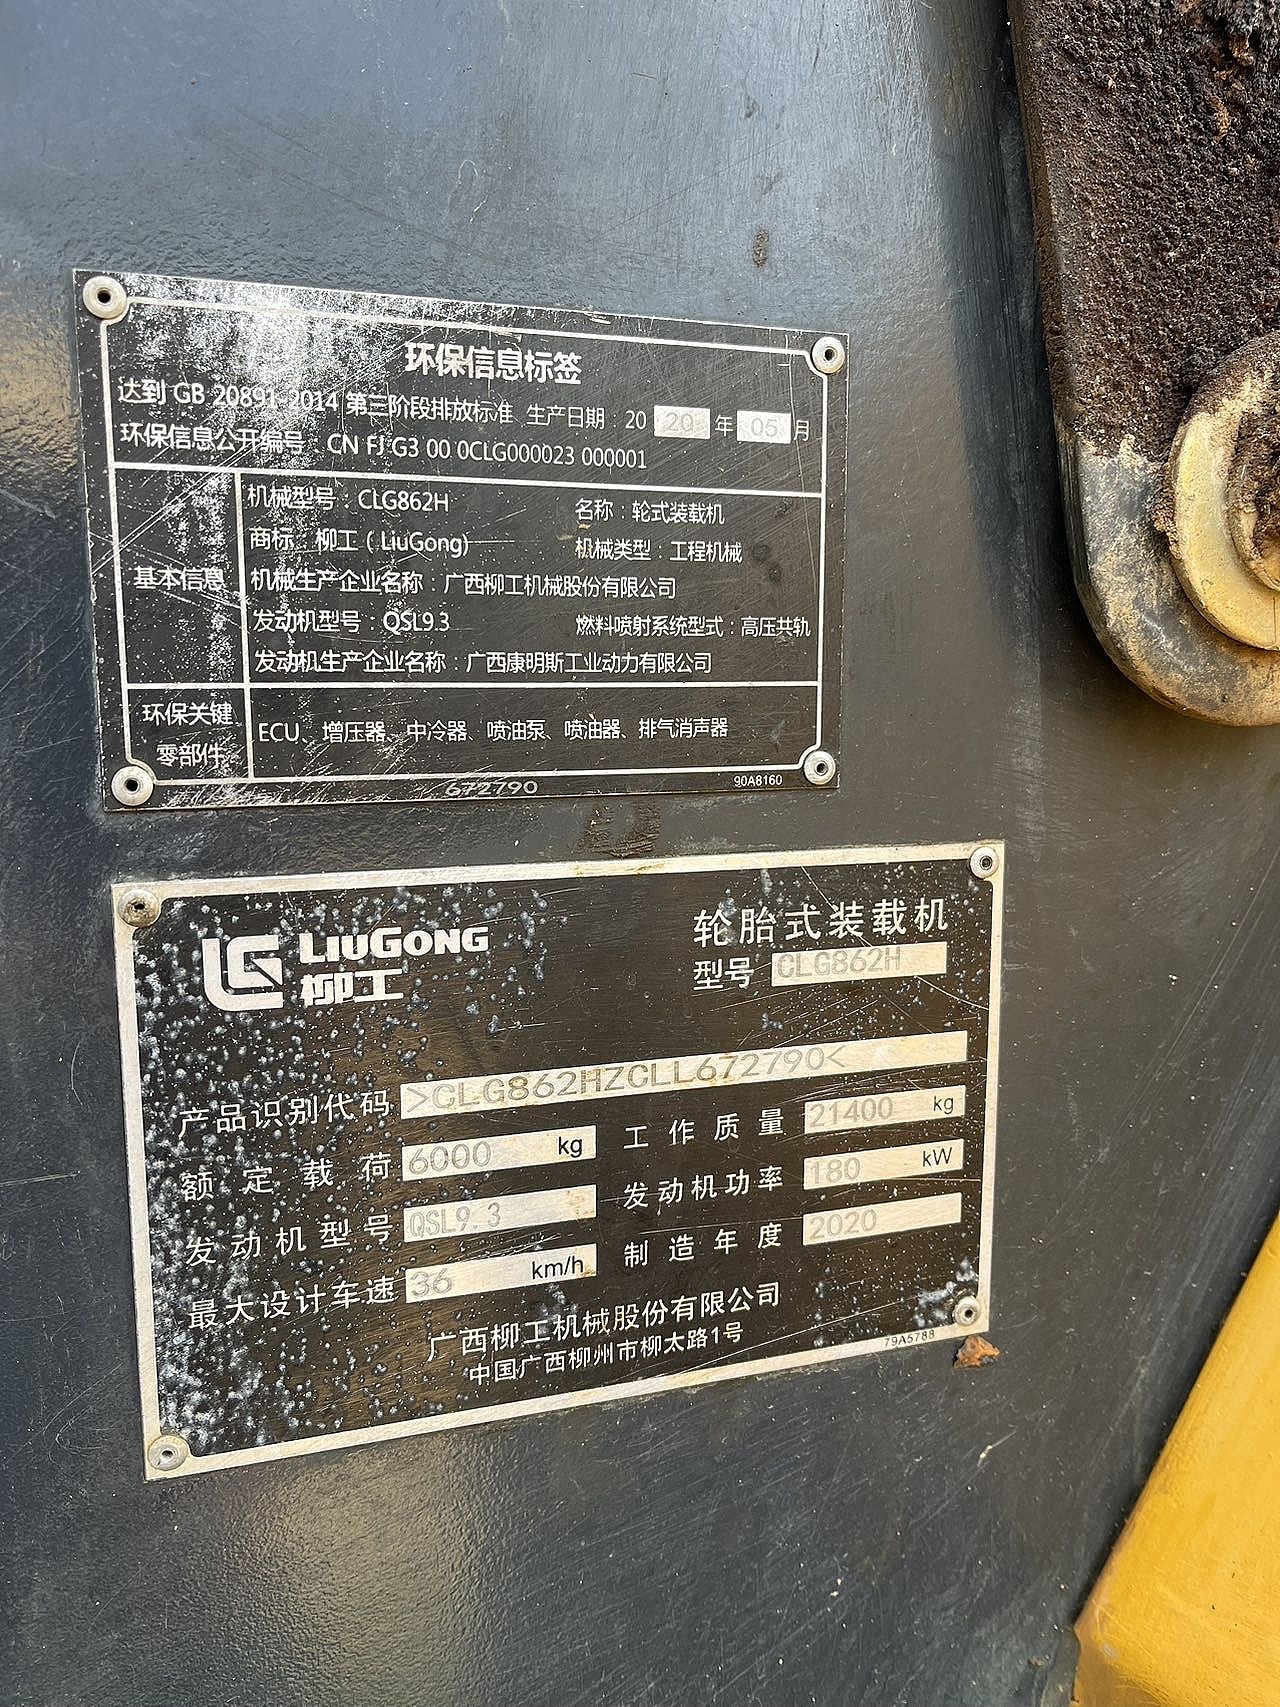 环保信息标签
达到 GB 20891-2014 第三阶段排放标准 生产日期：20 20 年 05 月
环保信息公开编号：CN FJ G3 00 0CLG000023 000001
基本信息
机械型号：CLG862H 名称：轮式装载机
商标：柳工（LiuGong） 机械类型：工程机械
机械生产企业名称：广西柳工机械股份有限公司
发动机型号：QSL9.3 燃料喷射系统型式：高压共轨
发动机生产企业名称：广西康明斯工业动力有限公司
环保关键
零部件
ECU、增压器、中冷器、喷油泵、喷油器、排气消声器
672790 90A8160
LG LIUGONG
柳工
轮胎式装载机
型号 CLG862H
产品识别代码 >CLG862HZCLL672790<
额定载荷 6000 kg 工作质量 21400 kg
发动机型号 QSL9.3 发动机功率 180 kW
最大设计车速 36 km/h 制造年度 2020
广西柳工机械股份有限公司
中国广西柳州市柳太路1号
79A5788